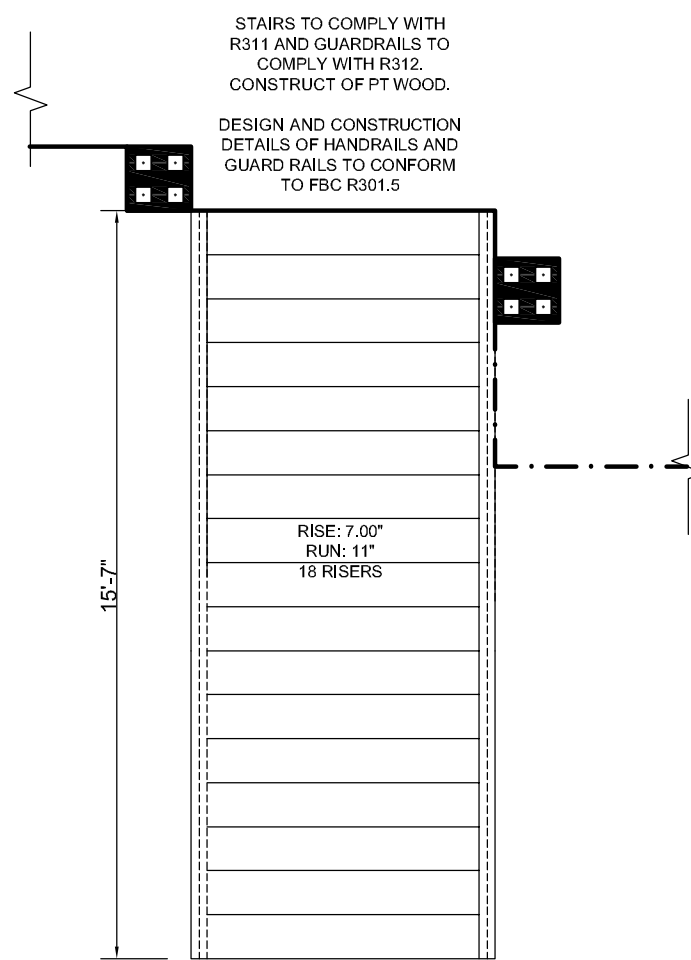 STAIRS TO COMPLY WITH
R311 AND GUARDRAILS TO
COMPLY WITH R312.
CONSTRUCT OF PT WOOD.
DESIGN AND CONSTRUCTION
DETAILS OF HANDRAILS AND
GUARD RAILS TO CONFORM
TO FBC R301.5
RISE: 7.00"
RUN: 11"
18 RISERS
15'-7"